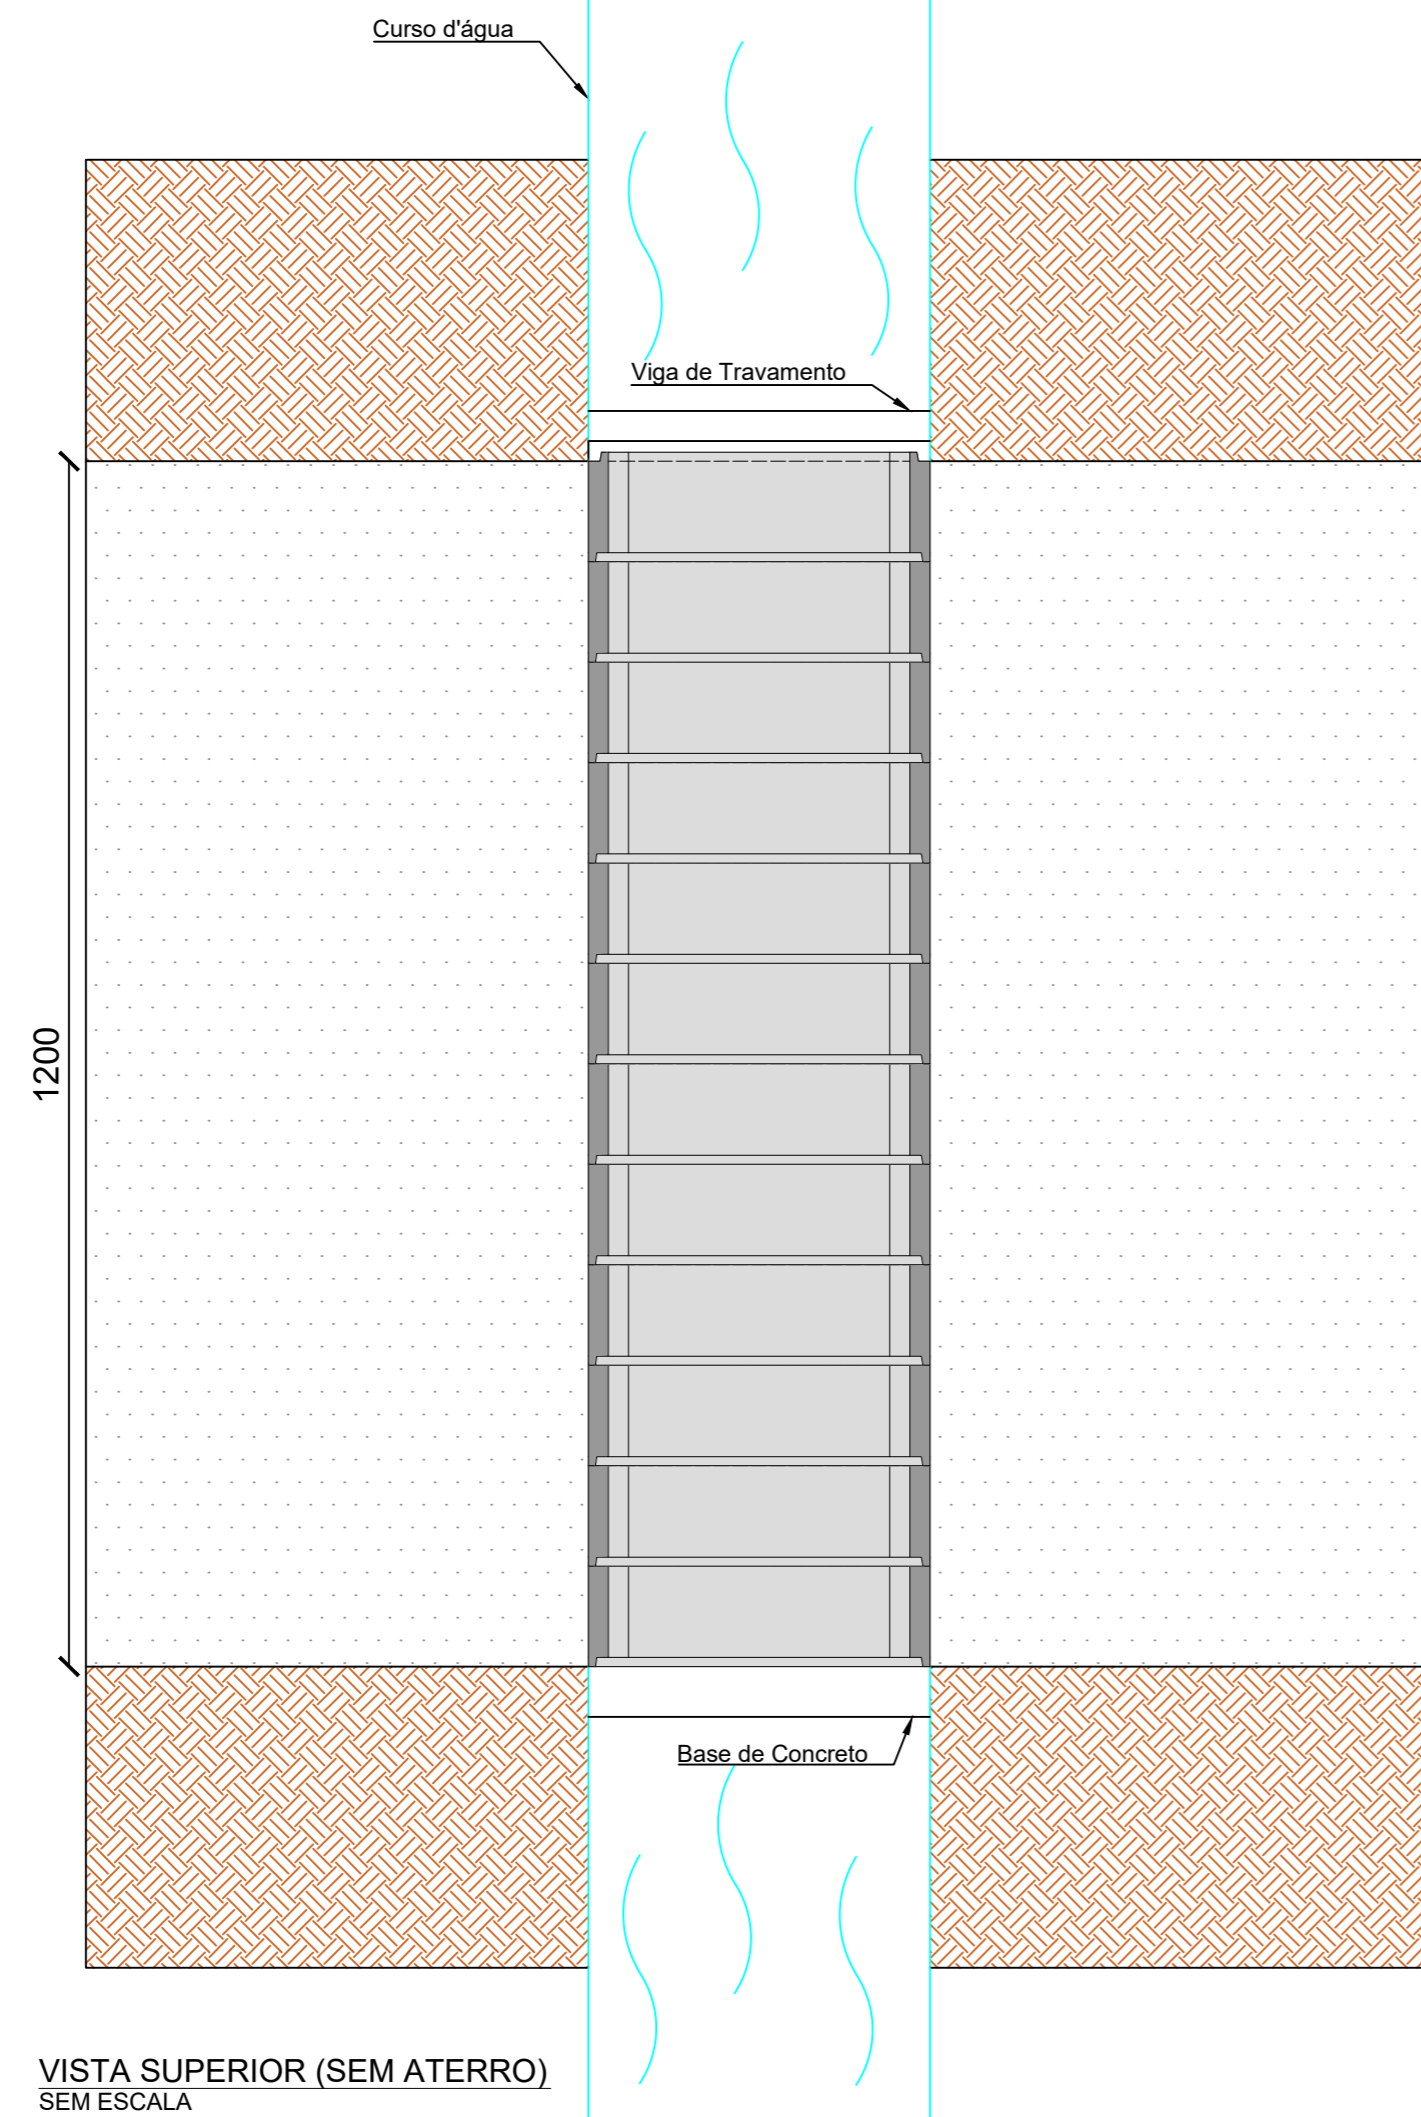 Curso d'água
Viga de Travamento
1200
Base de Concreto
VISTA SUPERIOR (SEM ATERRO)
SEM ESCALA